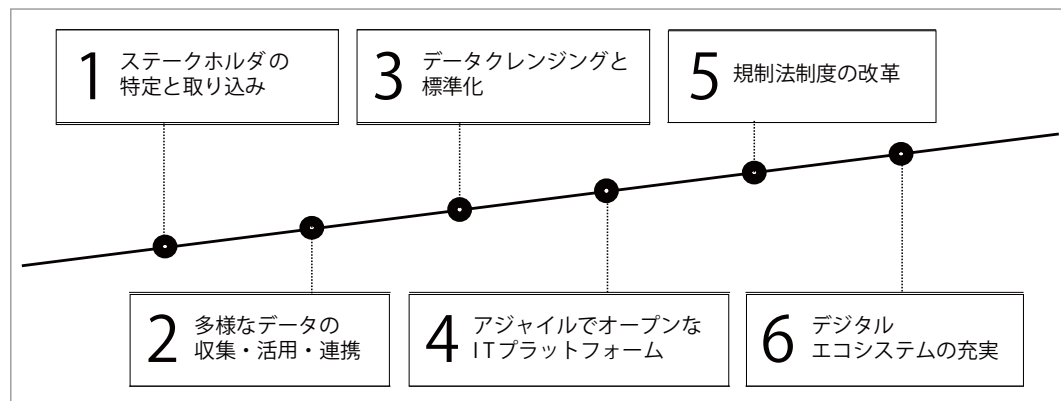 1
ステークホルダの
特定と取り込み
2
多様なデータの
収集・活用・連携
3
データクレンジングと
標準化
4
アジャイルでオープンな
ITプラットフォーム
5
規制法制度の改革
6
デジタル
エコシステムの充実